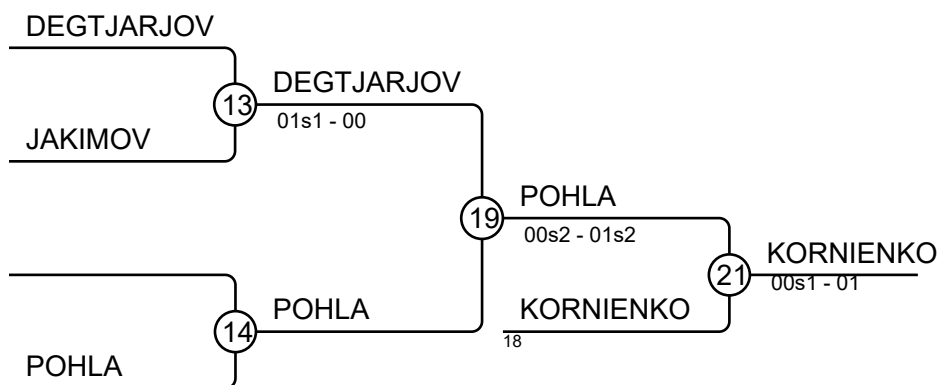 DEGTJARJOV
13
DEGTJARJOV
01s1 - 00
JAKIMOV
19
POHLA
00s2 - 01s2
21
KORNIENKO
00s1 - 01
14
POHLA
KORNIENKO
18
POHLA